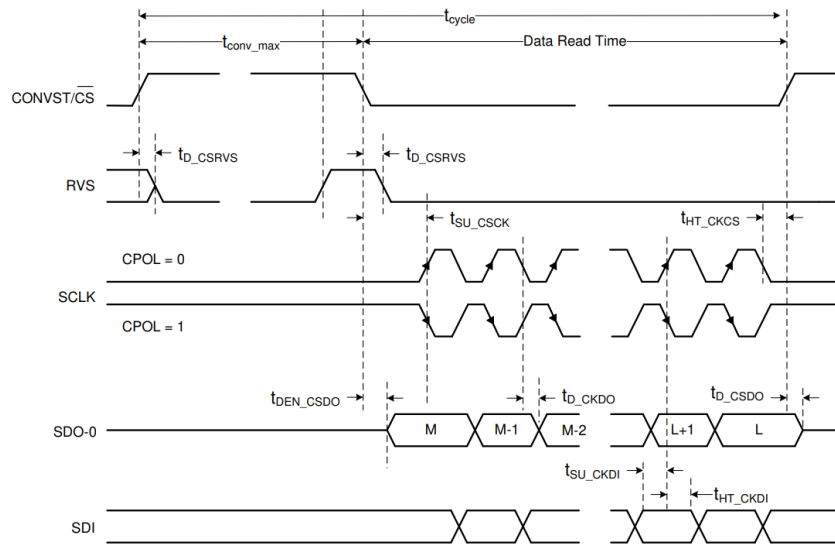 tcycle
tconv_max
Data Read Time
CONVST/CS
tD_CSRVS
tD_CSRVS
RVS
tSU_CSCK
tHT_CKCS
CPOL = 0
SCLK
CPOL = 1
tDEN_CSDO
tD_CKDO
tD_CSDO
SDO-0
M
M-1
M-2
L+1
L
tSU_CKDI
tHT_CKDI
SDI